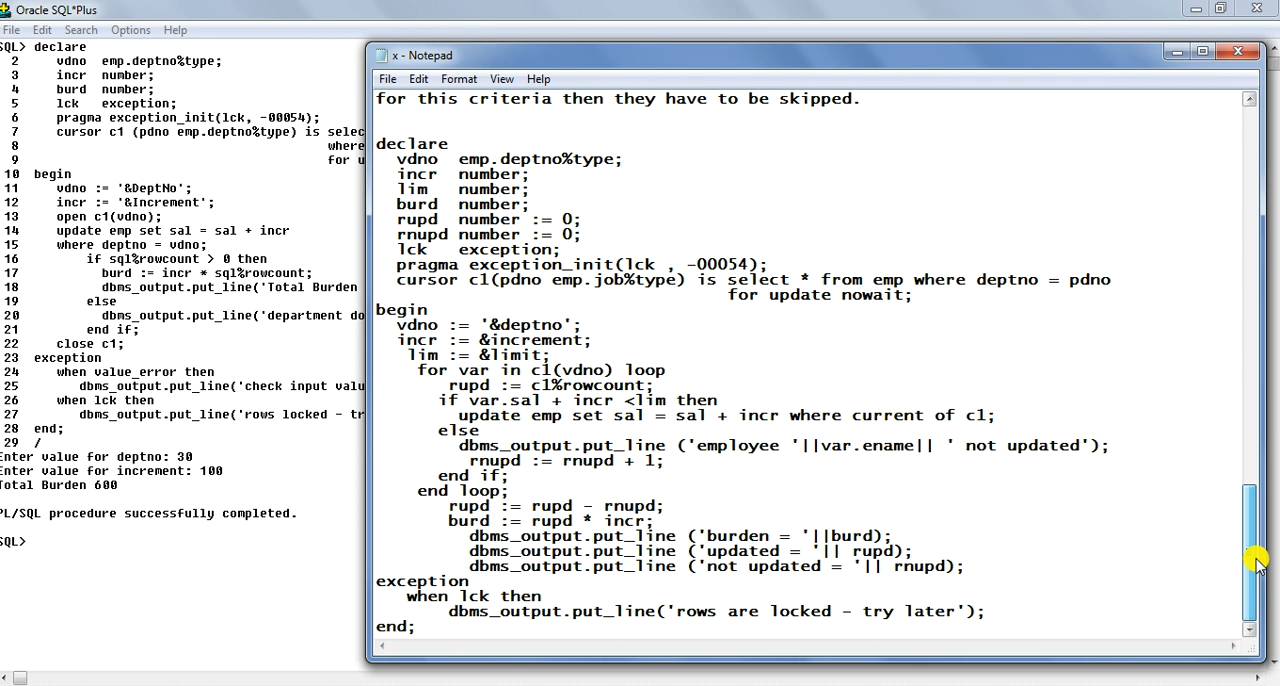 Oracle SQL*Plus
File Edit Search Options Help
SQL> declare
2 vdno emp.deptno%type;
3 incr number;
4 burd number;
5 lck exception;
6 pragma exception_init(lck, -00054);
7 cursor c1 (pdno emp.deptno%type) is selec
8 where
9 for u
10 begin
11 vdno := '&DeptNo';
12 incr := '&Increment';
13 open c1(vdno);
14 update emp set sal = sal + incr
15 where deptno = vdno;
16 if sql%rowcount > 0 then
17 burd := incr * sql%rowcount;
18 dbms_output.put_line('Total Burden
19 else
20 dbms_output.put_line('department do
21 end if;
22 close c1;
23 exception
24 when value_error then
25 dbms_output.put_line('check input valu
26 when lck then
27 dbms_output.put_line('rows locked - tr
28 end;
29 /
Enter value for deptno: 30
Enter value for increment: 100
Total Burden 600
PL/SQL procedure successfully completed.
SQL>
x - Notepad
File Edit Format View Help
for this criteria then they have to be skipped.
declare
vdno emp.deptno%type;
incr number;
lim number;
burd number;
rupd number := 0;
rnupd number := 0;
lck exception;
pragma exception_init(lck , -00054);
cursor c1(pdno emp.job%type) is select * from emp where deptno = pdno
for update nowait;
begin
vdno := '&deptno';
incr := &increment;
lim := &limit;
for var in c1(vdno) loop
rupd := c1%rowcount;
if var.sal + incr <lim then
update emp set sal = sal + incr where current of c1;
else
dbms_output.put_line ('employee '||var.ename|| ' not updated');
rnupd := rnupd + 1;
end if;
end loop;
rupd := rupd - rnupd;
burd := rupd * incr;
dbms_output.put_line ('burden = '||burd);
dbms_output.put_line ('updated = '|| rupd);
dbms_output.put_line ('not updated = '|| rnupd);
exception
when lck then
dbms_output.put_line('rows are locked - try later');
end;